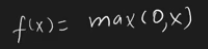 f(x) = max(0,x)